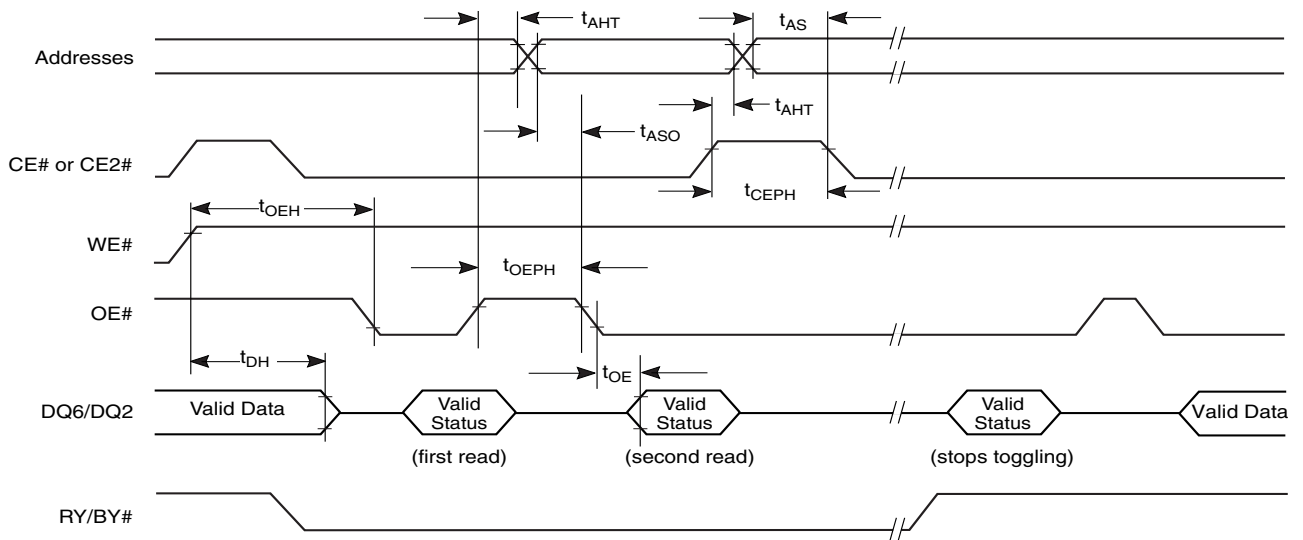 tAHT
tAS
Addresses
tAHT
tASO
CE# or CE2#
tCEPH
tOEH
WE#
tOEPH
OE#
tDH
tOE
DQ6/DQ2
Valid Data
Valid
Status
Valid
Status
Valid
Status
Valid Data
(first read)
(second read)
(stops toggling)
RY/BY#